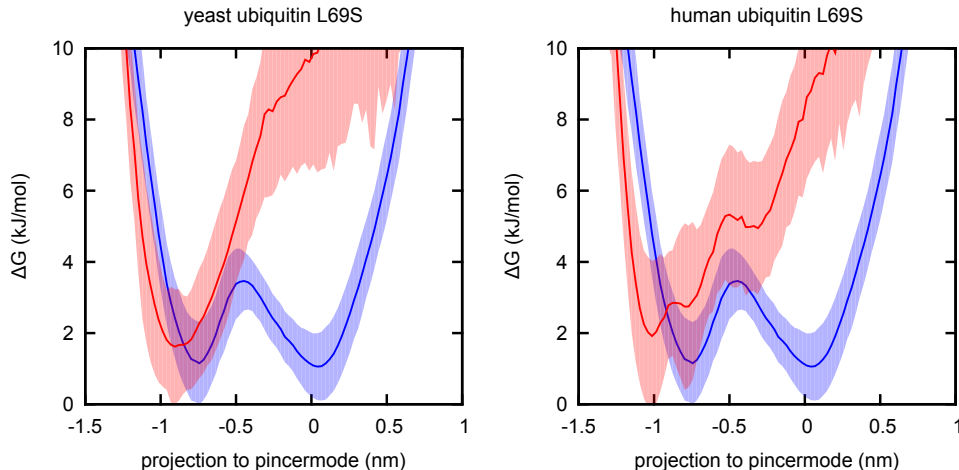 yeast ubiquitin L69S
10
8
6
4
2
0
ΔG (kJ/mol)
-1.5 -1 -0.5 0 0.5 1
projection to pincermode (nm)
human ubiquitin L69S
10
8
6
4
2
0
ΔG (kJ/mol)
-1.5 -1 -0.5 0 0.5 1
projection to pincermode (nm)